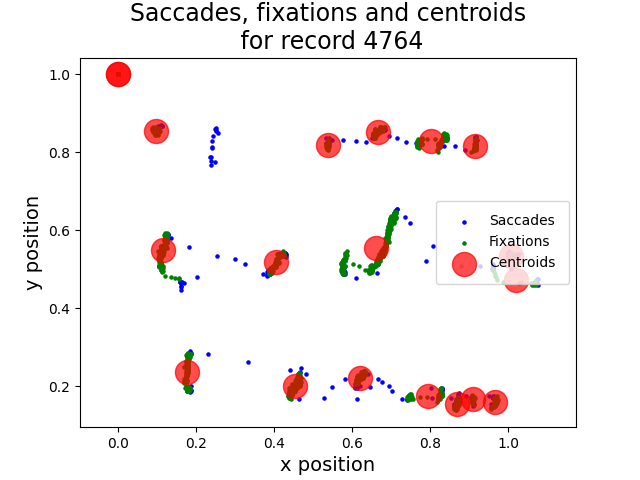 Saccades, fixations and centroids
for record 4764
1.0
0.8
0.6
0.4
0.2
y position
Saccades
Fixations
Centroids
0.0
0.2
0.4
0.6
0.8
1.0
x position